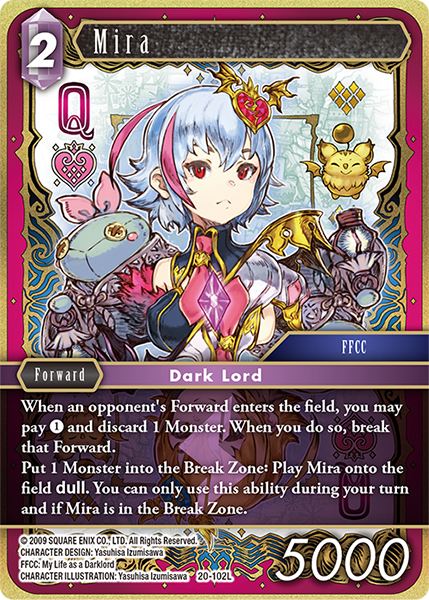 2
Mira
Q
FFCC
Forward
Dark Lord
When an opponent's Forward enters the field, you may
pay ❶ and discard 1 Monster. When you do so, break
that Forward.
Put 1 Monster into the Break Zone: Play Mira onto the
field dull. You can only use this ability during your turn
and if Mira is in the Break Zone.
© 2009 SQUARE ENIX CO., LTD. All Rights Reserved.
CHARACTER DESIGN: Yasuhisa Izumisawa
FFCC: My Life as a Darklord
CHARACTER ILLUSTRATION: Yasuhisa Izumisawa 20-102L
5000